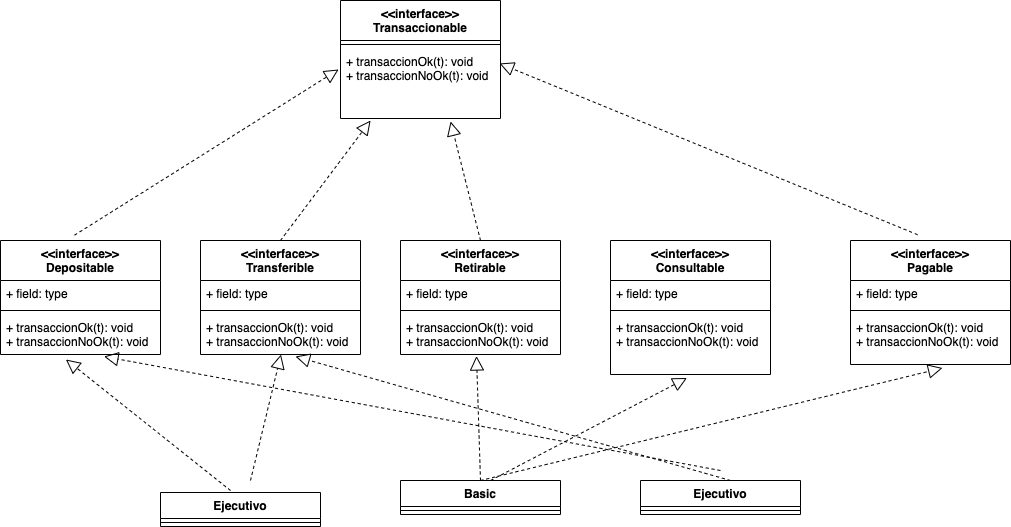 <<interface>>
Transaccionable
+ transaccionOk(t): void
+ transaccionNoOk(t): void
<<interface>>
Depositable
+ field: type
+ transaccionOk(t): void
+ transaccionNoOk(t): void
<<interface>>
Transferible
+ field: type
+ transaccionOk(t): void
+ transaccionNoOk(t): void
<<interface>>
Retirable
+ field: type
+ transaccionOk(t): void
+ transaccionNoOk(t): void
<<interface>>
Consultable
+ field: type
+ transaccionOk(t): void
+ transaccionNoOk(t): void
<<interface>>
Pagable
+ field: type
+ transaccionOk(t): void
+ transaccionNoOk(t): void
Ejecutivo
Basic
Ejecutivo